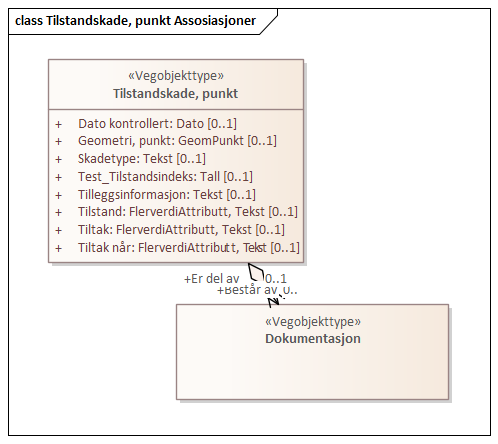 class Tilstandskade, punkt Assosiasjoner
«Vegobjekttype»
Tilstandskade, punkt
+ Dato kontrollert: Dato [0..1]
+ Geometri, punkt: GeomPunkt [0..1]
+ Skadetype: Tekst [0..1]
+ Test_Tilstandsindeks: Tall [0..1]
+ Tilleggsinformasjon: Tekst [0..1]
+ Tilstand: FlerverdiAttributt, Tekst [0..1]
+ Tiltak: FlerverdiAttributt, Tekst [0..1]
+ Tiltak når: FlerverdiAttributt, Tekst [0..1]
+Er del av 0..1
+Består av 0..
«Vegobjekttype»
Dokumentasjon